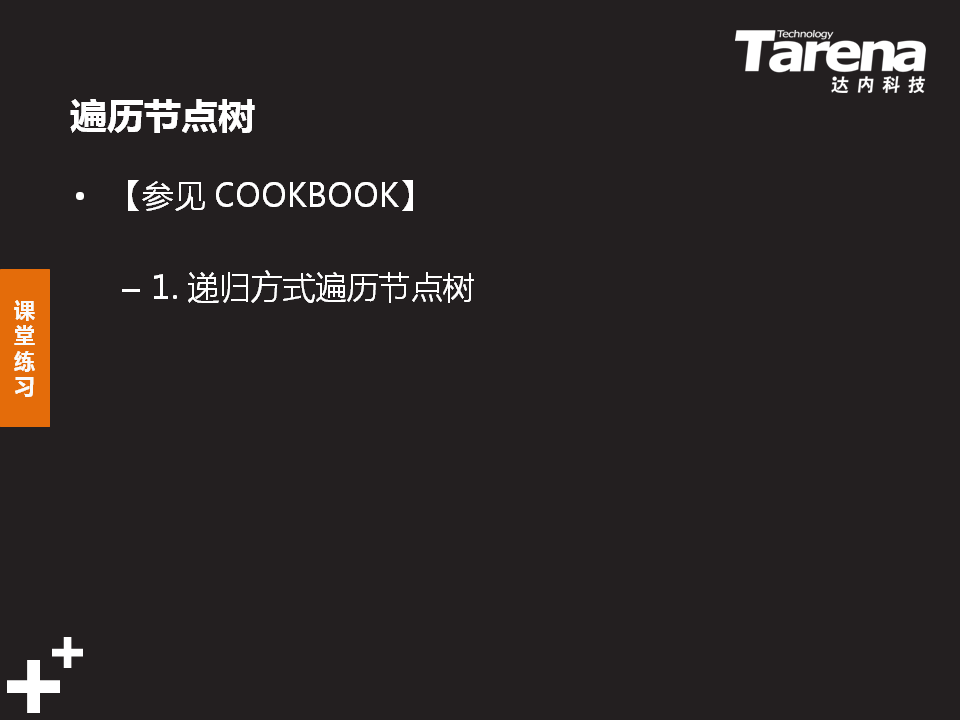 Technology
Tarena
达内科技
遍历节点树
• 【参见 COOKBOOK】
– 1. 递归方式遍历节点树
课堂练习